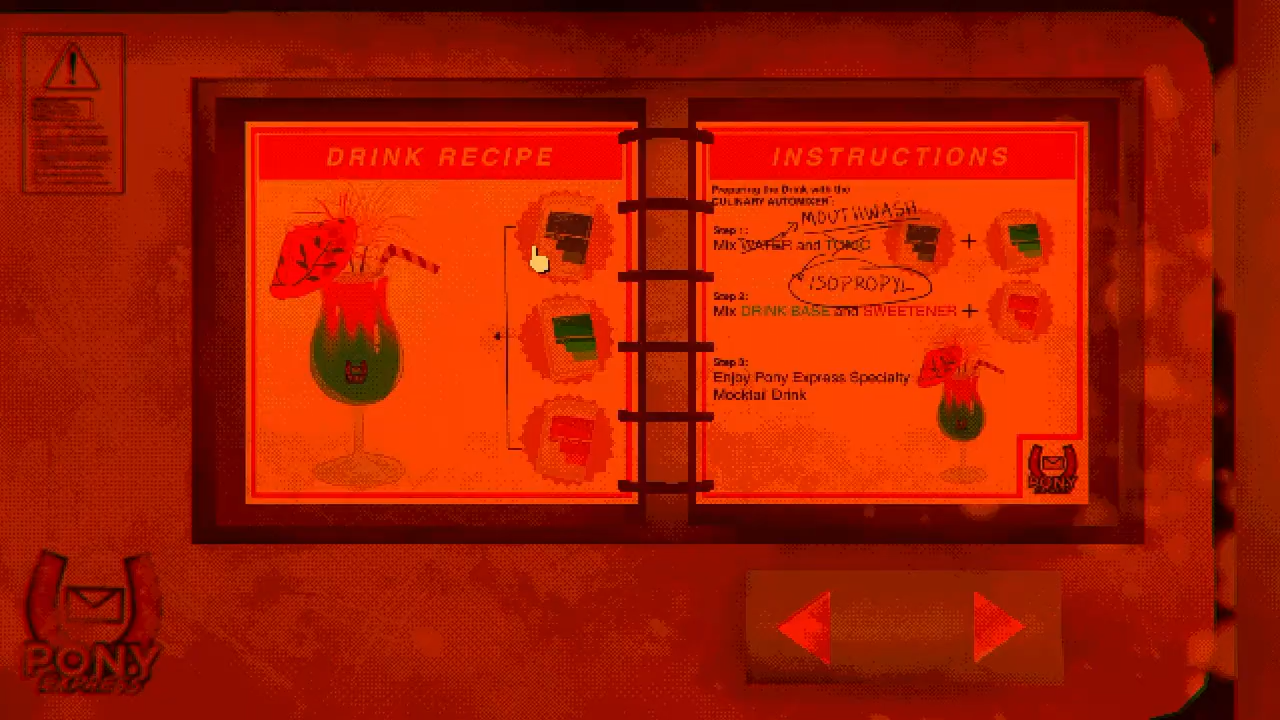 DRINK RECIPE
INSTRUCTIONS
Preparing the Drink with the
CULINARY AUTOMIXER:
MOUTHWASH
Step 1:
Mix WATER and TONIC
ISOPROPYL
Step 2:
Mix DRINK BASE and SWEETENER
Step 3:
Enjoy Pony Express Specialty
Mocktail Drink
PONY
PONY
EXPRESS